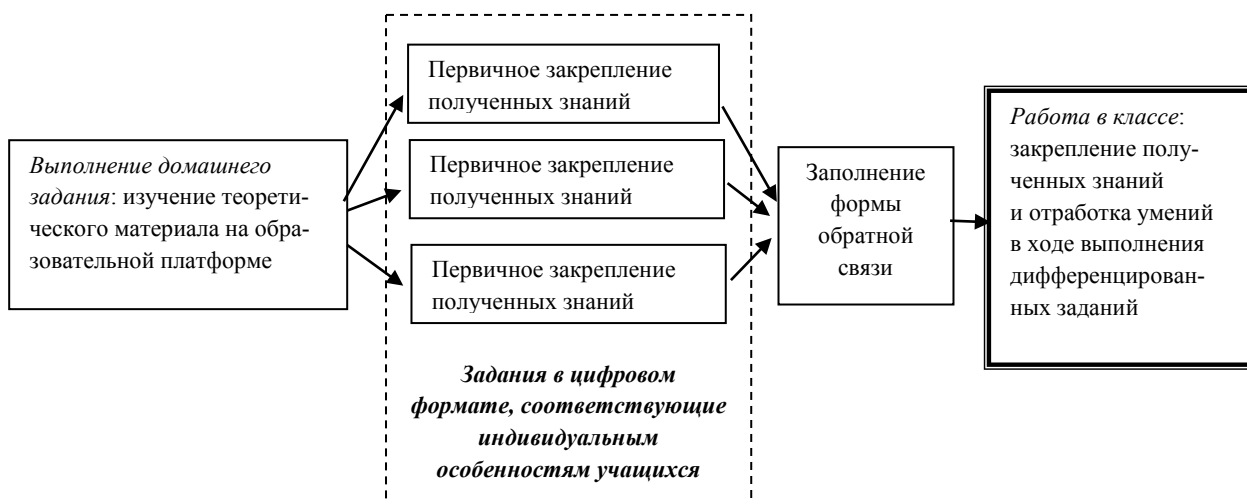 Выполнение домашнего
задания: изучение теорети-
ческого материала на обра-
зовательной платформе
Первичное закрепление
полученных знаний
Первичное закрепление
полученных знаний
Первичное закрепление
полученных знаний
Задания в цифровом
формате, соответствующие
индивидуальным
особенностям учащихся
Заполнение
формы
обратной
связи
Работа в классе:
закрепление полу-
ченных знаний
и отработка умений
в ходе выполнения
дифференцирован-
ных заданий